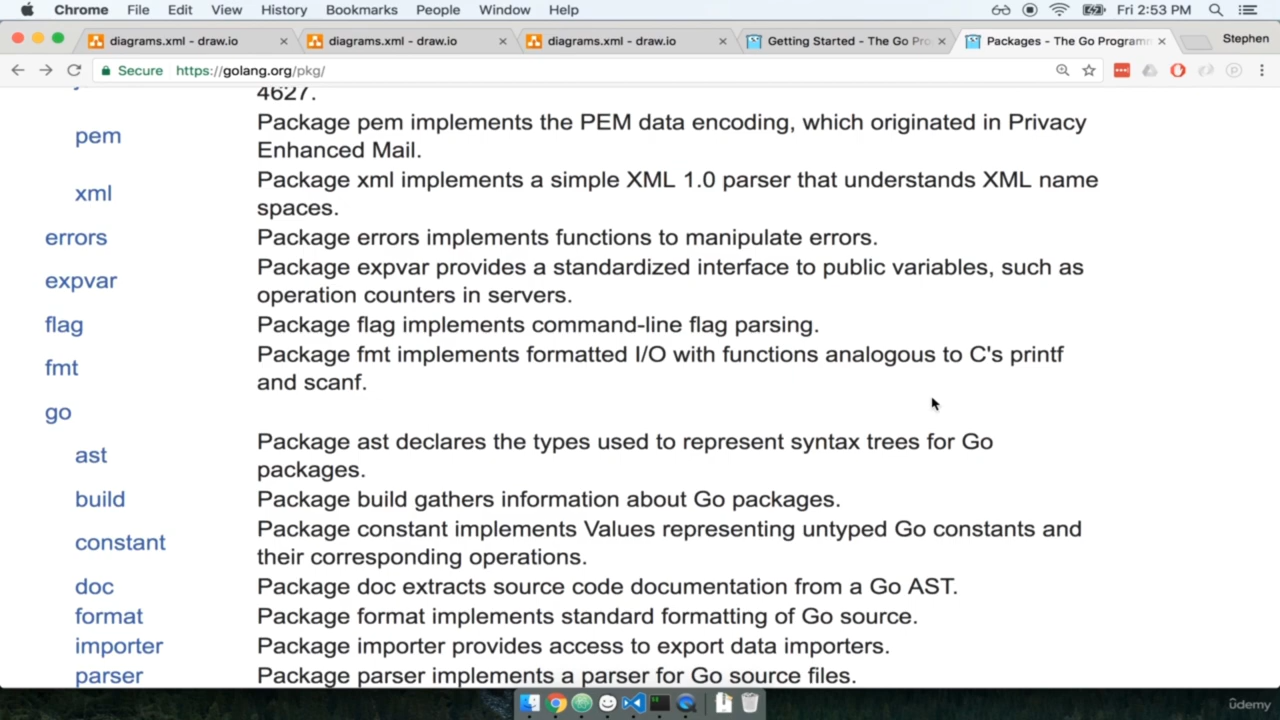 Chrome File Edit View History Bookmarks People Window Help Fri 2:53 PM
diagrams.xml - draw.io diagrams.xml - draw.io diagrams.xml - draw.io Getting Started - The Go Pro Packages - The Go Programm Stephen
Secure https://golang.org/pkg/
4627.
pem Package pem implements the PEM data encoding, which originated in Privacy
Enhanced Mail.
xml Package xml implements a simple XML 1.0 parser that understands XML name
spaces.
errors Package errors implements functions to manipulate errors.
expvar Package expvar provides a standardized interface to public variables, such as
operation counters in servers.
flag Package flag implements command-line flag parsing.
fmt Package fmt implements formatted I/O with functions analogous to C's printf
and scanf.
go
ast Package ast declares the types used to represent syntax trees for Go
packages.
build Package build gathers information about Go packages.
constant Package constant implements Values representing untyped Go constants and
their corresponding operations.
doc Package doc extracts source code documentation from a Go AST.
format Package format implements standard formatting of Go source.
importer Package importer provides access to export data importers.
parser Package parser implements a parser for Go source files.
ûdemy